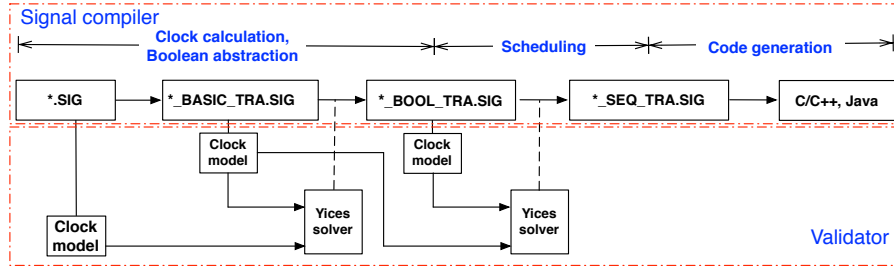 Signal compiler
Clock calculation,
Boolean abstraction
Scheduling
Code generation
*.SIG
*_BASIC_TRA.SIG
*_BOOL_TRA.SIG
*_SEQ_TRA.SIG
C/C++, Java
Clock
model
Clock
model
Yices
solver
Yices
solver
Clock
model
Validator